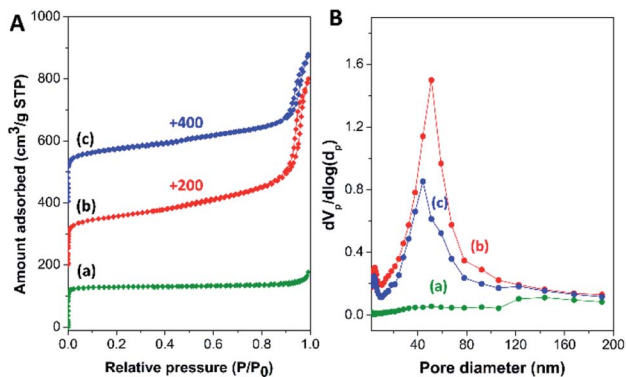 A
Amount adsorbed (cm³/g STP)
1000
800
600
400
200
0
(c)
+400
+200
(b)
(a)
0.0 0.2 0.4 0.6 0.8 1.0
Relative pressure (P/P₀)
B
dVₚ/dlog(dₚ)
1.6
1.2
0.8
0.4
0.0
(c)
(b)
(a)
40 80 120 160 200
Pore diameter (nm)